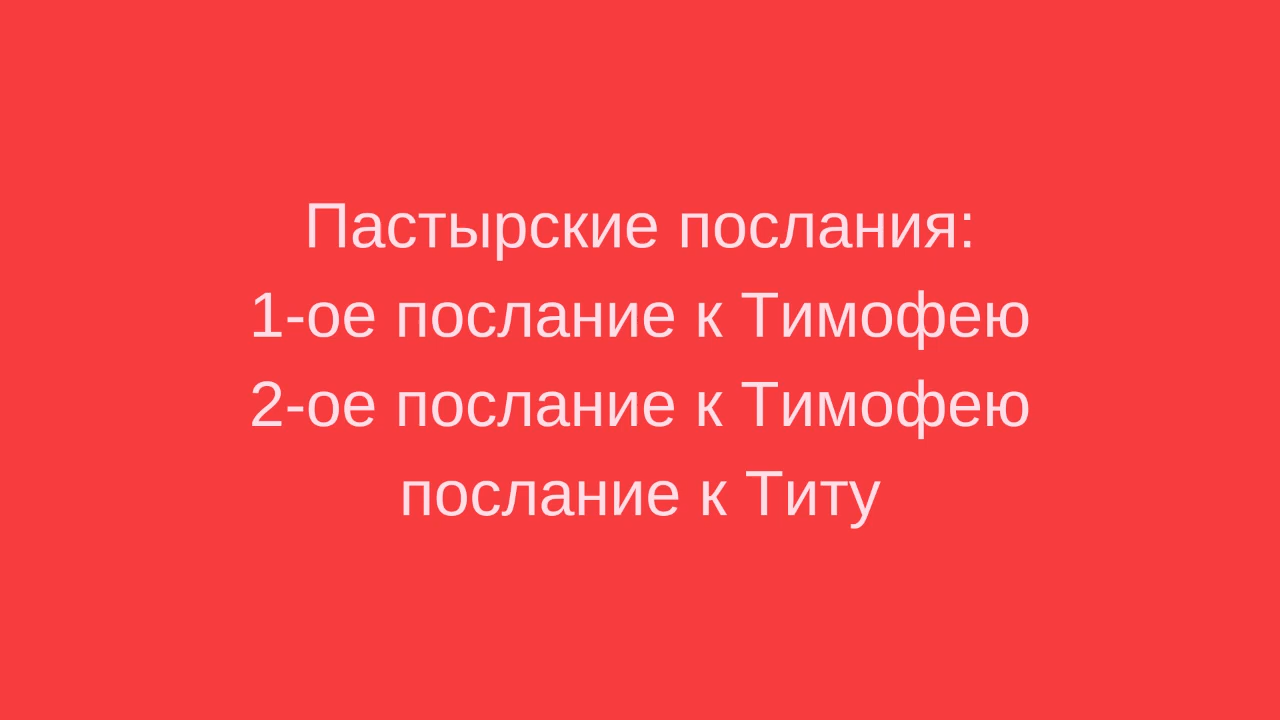 Пастырские послания:
1-ое послание к Тимофею
2-ое послание к Тимофею
послание к Титу